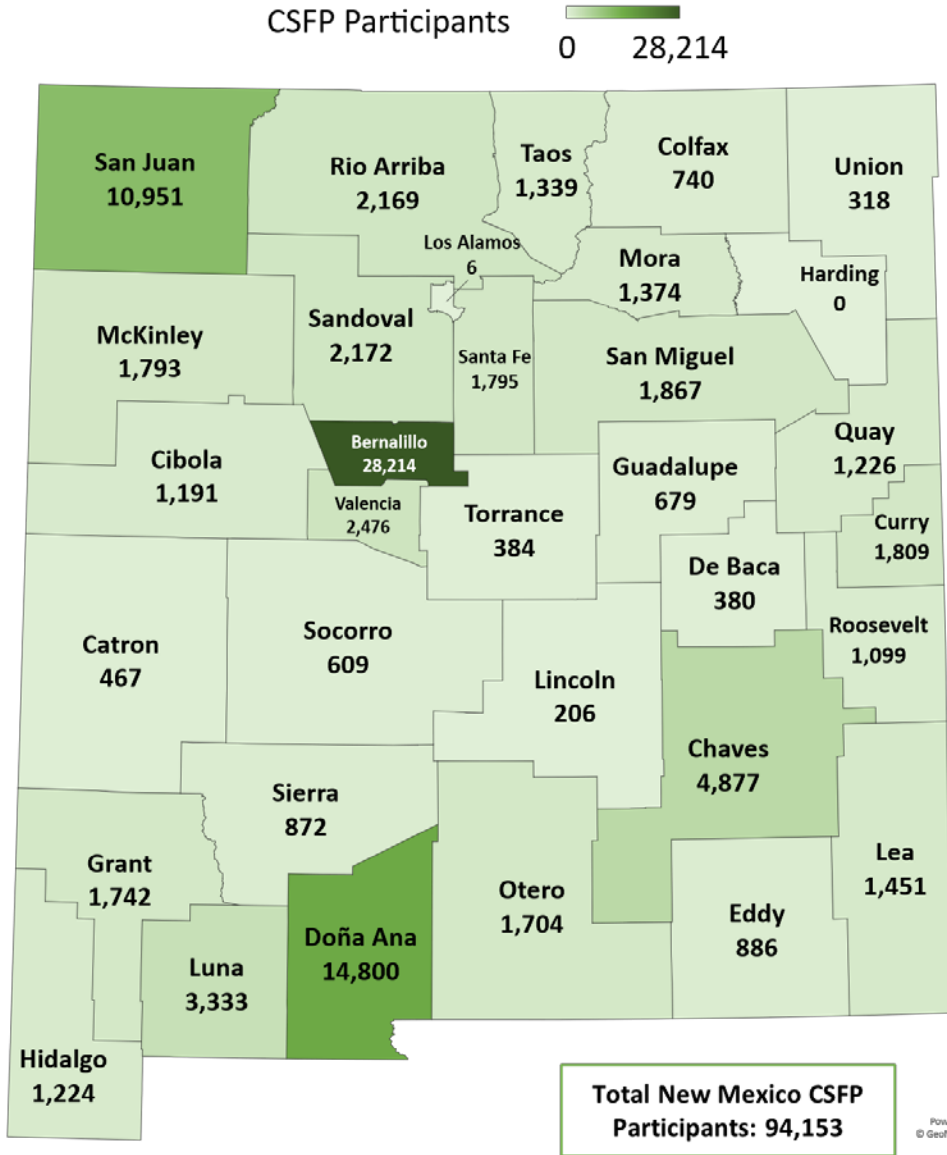 CSFP Participants
0 28,214
San Juan
10,951
Rio Arriba
2,169
Taos
1,339
Colfax
740
Union
318
Los Alamos
6
Mora
1,374
Harding
0
McKinley
1,793
Sandoval
2,172
Santa Fe
1,795
San Miguel
1,867
Bernalillo
28,214
Cibola
1,191
Valencia
2,476
Torrance
384
Guadalupe
679
Quay
1,226
Curry
1,809
De Baca
380
Roosevelt
1,099
Catron
467
Socorro
609
Lincoln
206
Chaves
4,877
Sierra
872
Grant
1,742
Otero
1,704
Eddy
886
Lea
1,451
Doña Ana
14,800
Luna
3,333
Hidalgo
1,224
Total New Mexico CSFP
Participants: 94,153
Pow
© Geo